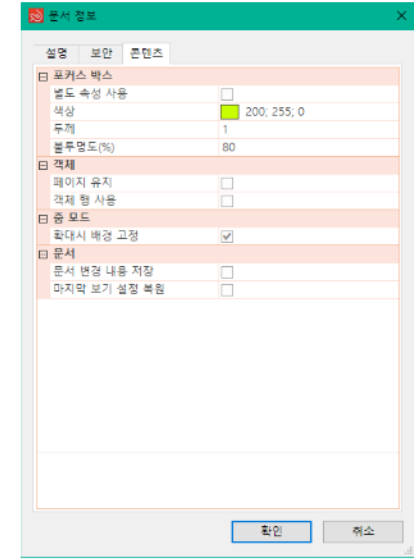 문서 정보
설명 보안 콘텐츠
포커스 박스
별도 속성 사용
색상 200; 255; 0
두께 1
불투명도(%) 80
객체
페이지 유지
객체 행 사용
줌 모드
확대시 배경 고정
문서
문서 변경 내용 저장
마지막 보기 설정 복원
확인 취소